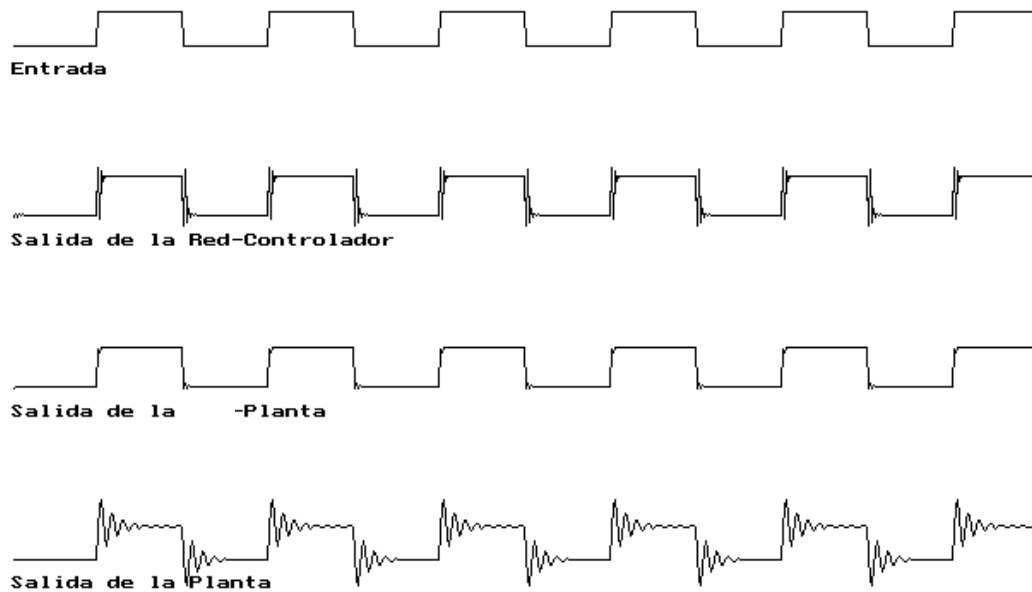 Entrada
Salida de la Red-Controlador
Salida de la -Planta
Salida de la Planta